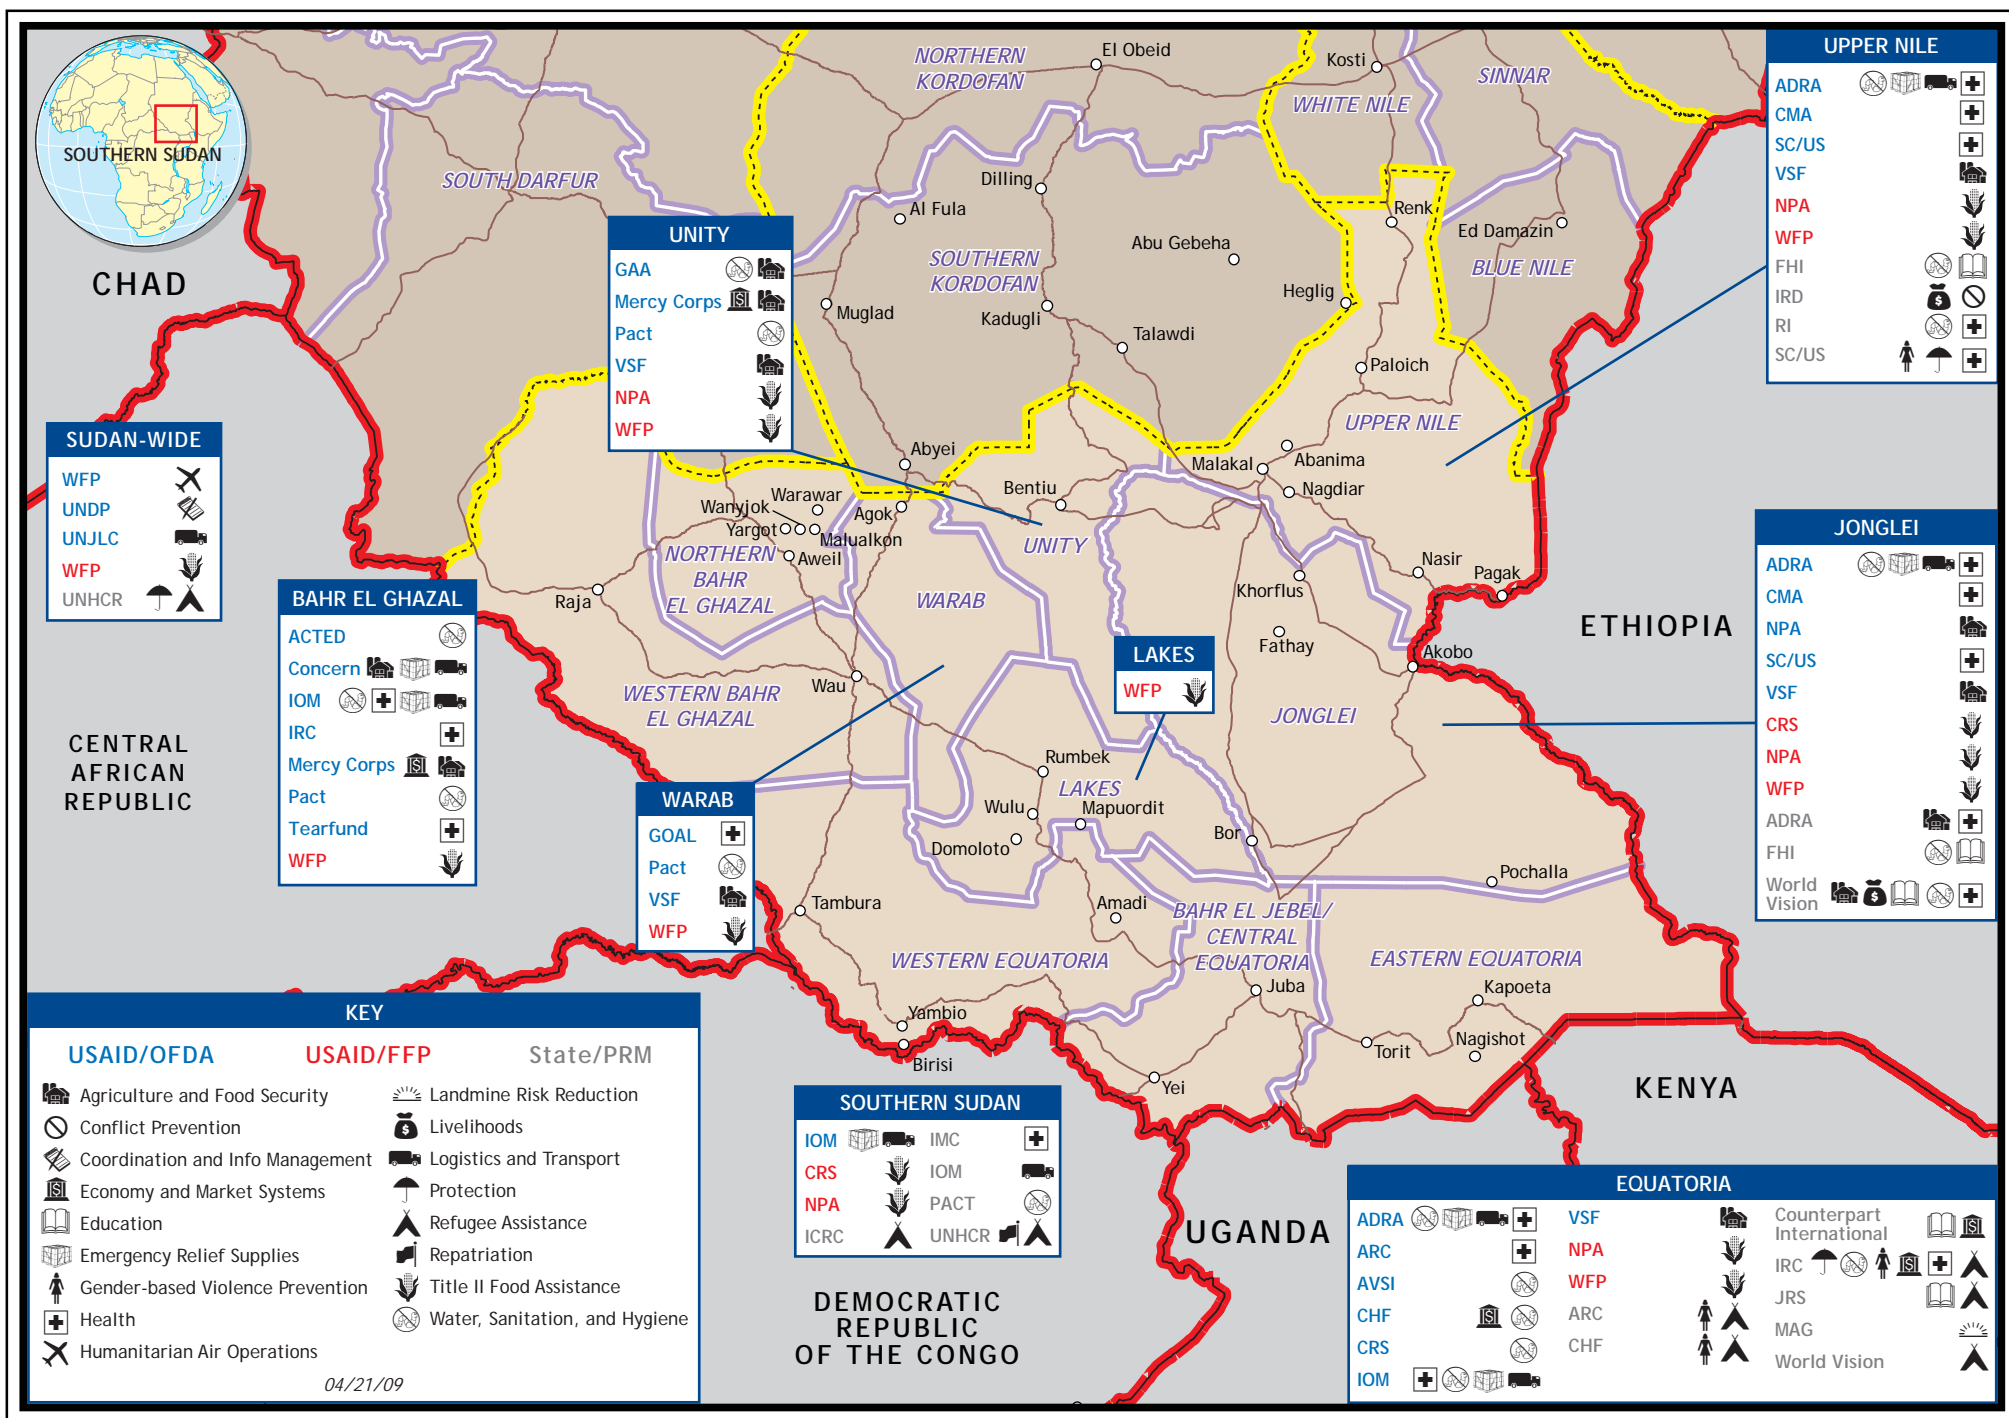 SOUTHERN SUDAN
NORTHERN
KORDOFAN
El Obeid
Kosti
WHITE NILE
SINNAR
SOUTH DARFUR
Dilling
Al Fula
Renk
Ed Damazin
Abu Gebeha
SOUTHERN
KORDOFAN
BLUE NILE
CHAD
Muglad
Kadugli
Heglig
Talawdi
Paloich
UPPER NILE
Abyei
Malakal
Abanima
Nagdiar
Warawar
Wanyjok
Yargot
Malualkon
Aweil
Agok
Bentiu
UNITY
NORTHERN
BAHR
EL GHAZAL
Raja
WARAB
Khorflus
Nasir
Pagak
Fathay
Akobo
ETHIOPIA
WESTERN BAHR
EL GHAZAL
Wau
JONGLEI
CENTRAL
AFRICAN
REPUBLIC
Rumbek
LAKES
Wulu
Mapuordit
Domoloto
Bor
Pochalla
Tambura
Amadi
BAHR EL JEBEL/
CENTRAL
EQUATORIA
WESTERN EQUATORIA
EASTERN EQUATORIA
Juba
Kapoeta
Yambio
Birisi
Torit
Nagishot
Yei
KENYA
UGANDA
DEMOCRATIC
REPUBLIC
OF THE CONGO
UNITY
GAA
Mercy Corps
Pact
VSF
NPA
WFP
UPPER NILE
ADRA
CMA
SC/US
VSF
NPA
WFP
FHI
IRD
RI
SC/US
SUDAN-WIDE
WFP
UNDP
UNJLC
WFP
UNHCR
BAHR EL GHAZAL
ACTED
Concern
IOM
IRC
Mercy Corps
Pact
Tearfund
WFP
LAKES
WFP
JONGLEI
ADRA
CMA
NPA
SC/US
VSF
CRS
NPA
WFP
ADRA
FHI
World
Vision
WARAB
GOAL
Pact
VSF
WFP
KEY
USAID/OFDA USAID/FFP State/PRM
Agriculture and Food Security
Conflict Prevention
Coordination and Info Management
Economy and Market Systems
Education
Emergency Relief Supplies
Gender-based Violence Prevention
Health
Humanitarian Air Operations
Landmine Risk Reduction
Livelihoods
Logistics and Transport
Protection
Refugee Assistance
Repatriation
Title II Food Assistance
Water, Sanitation, and Hygiene
04/21/09
SOUTHERN SUDAN
IOM
CRS
NPA
ICRC
IMC
IOM
PACT
UNHCR
EQUATORIA
ADRA
ARC
AVSI
CHF
CRS
IOM
VSF
NPA
WFP
ARC
CHF
Counterpart
International
IRC
JRS
MAG
World Vision